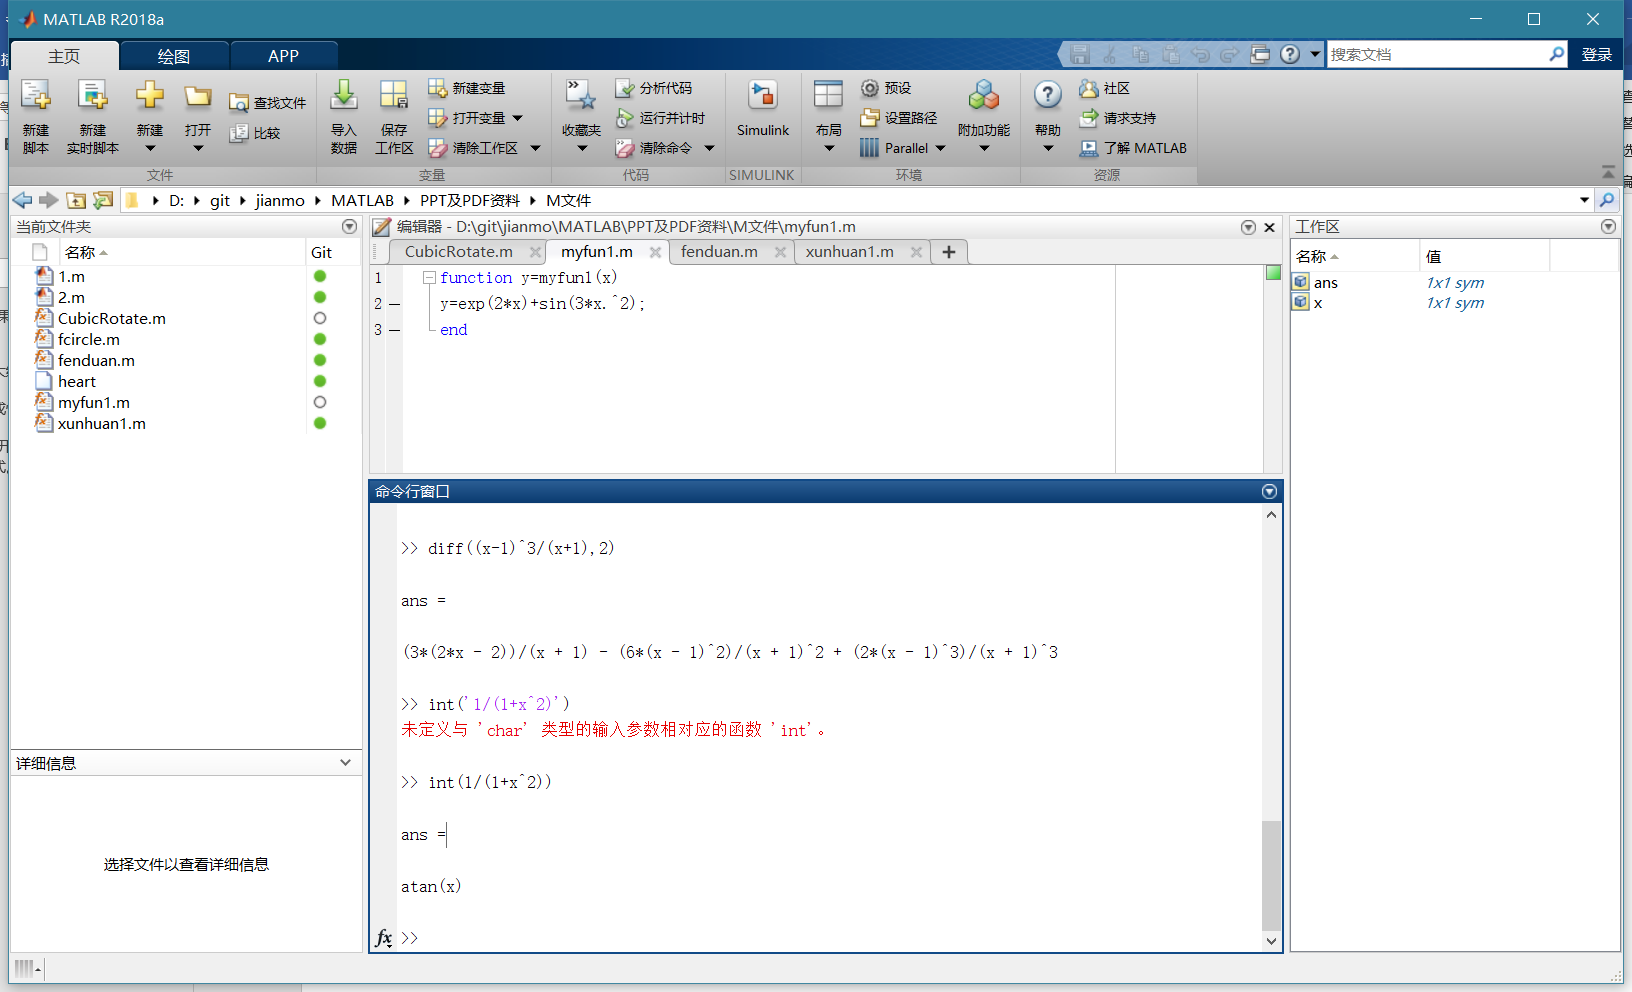 MATLAB R2018a
主页
绘图
APP
搜索文档
登录
新建
脚本
新建
实时脚本
新建
打开
查找文件
比较
文件
导入
数据
保存
工作区
新建变量
打开变量
清除工作区
变量
收藏夹
分析代码
运行并计时
清除命令
代码
Simulink
SIMULINK
布局
预设
设置路径
Parallel
附加功能
环境
帮助
社区
请求支持
了解 MATLAB
资源
D: git jianmo MATLAB PPT及PDF资料 M文件
当前文件夹
名称 Git
1.m
2.m
CubicRotate.m
fcircle.m
fenduan.m
heart
myfun1.m
xunhuan1.m
详细信息
选择文件以查看详细信息
编辑器 - D:\git\jianmo\MATLAB\PPT及PDF资料\M文件\myfun1.m
CubicRotate.m myfun1.m fenduan.m xunhuan1.m
1 function y=myfun1(x)
2 y=exp(2*x)+sin(3*x.^2);
3 end
命令行窗口
>> diff((x-1)^3/(x+1),2)
ans =
(3*(2*x - 2))/(x + 1) - (6*(x - 1)^2)/(x + 1)^2 + (2*(x - 1)^3)/(x + 1)^3
>> int('1/(1+x^2)')
未定义与 'char' 类型的输入参数相对应的函数 'int'。
>> int(1/(1+x^2))
ans =
atan(x)
fx >>
工作区
名称 值
ans 1x1 sym
x 1x1 sym